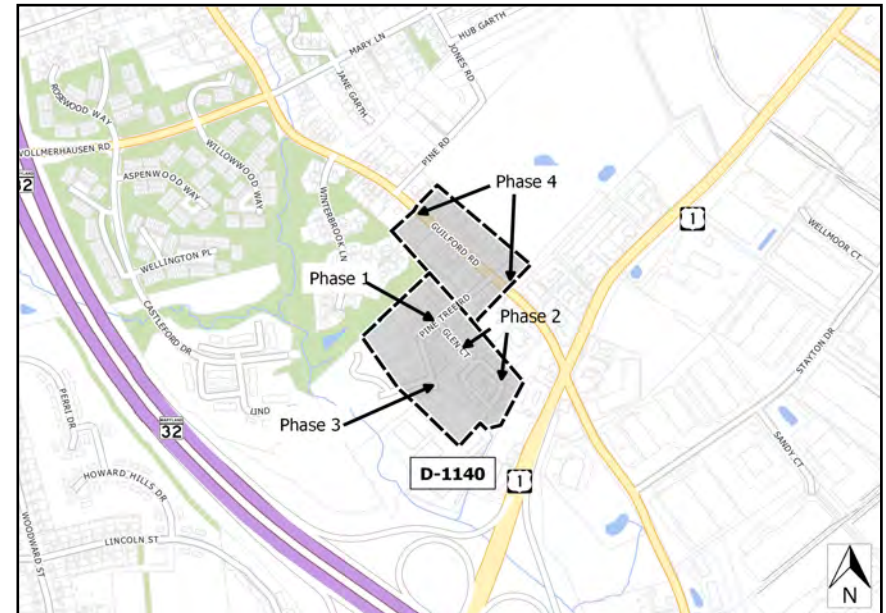 HUB GARTH
MARY LN
JONES RD
JANE GARTH
ROSEWOOD WAY
WILLOWWOOD WAY
VOLLMERHAUSEN RD
PINE RD
32
ASPENWOOD WAY
WINTERBROOK LN
Phase 4
1
WELLMOOR CT
GUILFORD RD
WELLINGTON PL
Phase 1
CASTLEFORD DR
PINE TREE RD
Phase 2
GLEN CT
STAYTON DR
PERRI DR
UND
Phase 3
MARYLAND
32
SANDY CT
D-1140
1
HOWARD HILLS DR
WOODWARD ST
LINCOLN ST
N